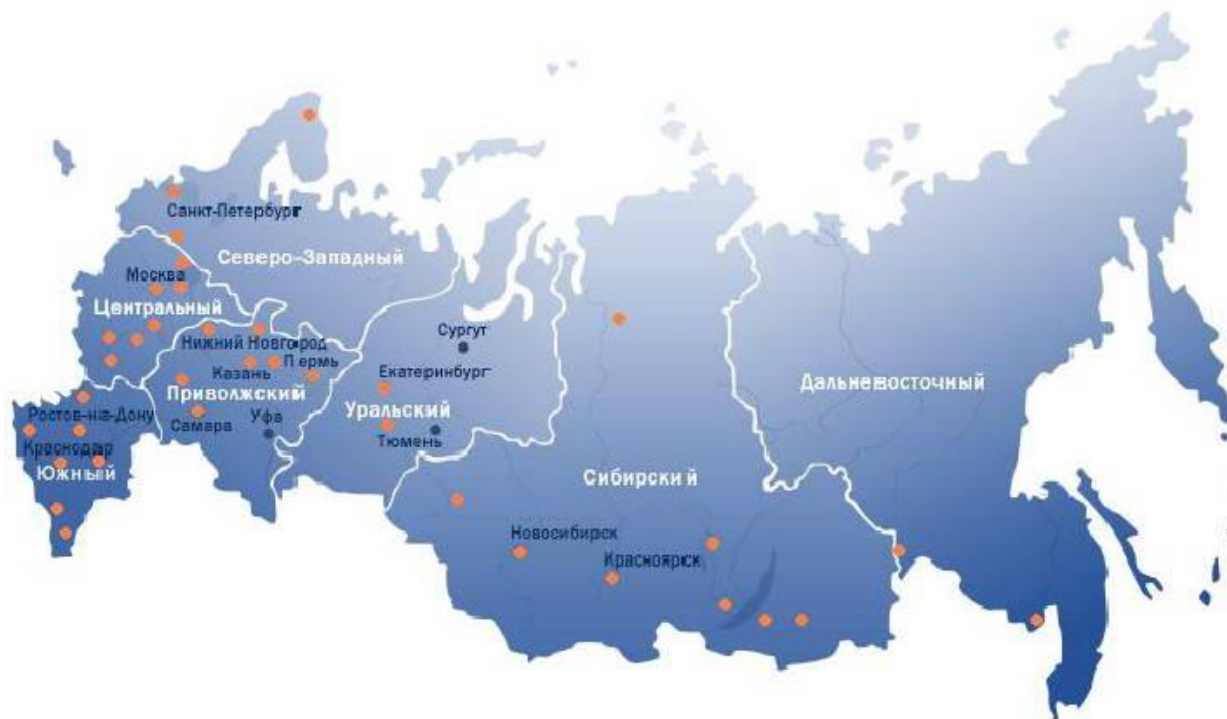 Санкт-Петербург
Северо-Западный
Москва
Центральный
Сургут
Нижний Новгород
Казань
Пермь
Екатеринбург
Дальневосточный
Приволжский
Уральский
Ростов-на-Дону
Самара
Уфа
Тюмень
Краснодар
Южный
Сибирский
Новосибирск
Красноярск